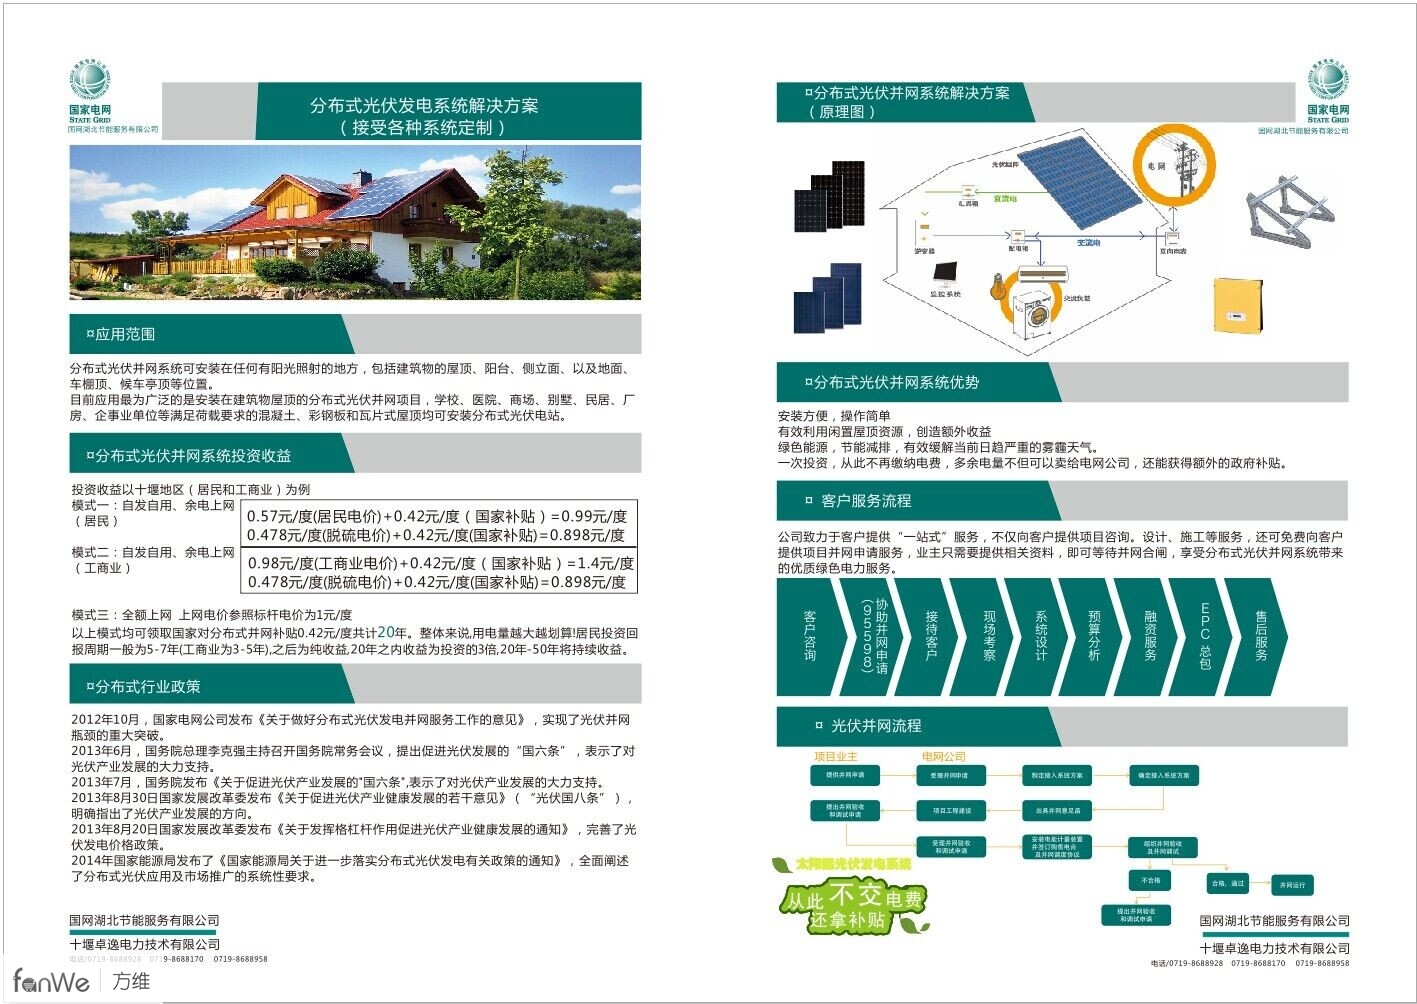 国家电网
STATE GRID
国网湖北节能服务有限公司
分布式光伏发电系统解决方案
（接受各种系统定制）
¤应用范围
分布式光伏并网系统可安装在任何有阳光照射的地方，包括建筑物的屋顶、阳台、侧立面、以及地面、
车棚顶、候车亭顶等位置。
目前应用最为广泛的是安装在建筑物屋顶的分布式光伏并网项目，学校、医院、商场、别墅、民居、厂
房、企事业单位等满足荷载要求的混凝土、彩钢板和瓦片式屋顶均可安装分布式光伏电站。
¤分布式光伏并网系统投资收益
投资收益以十堰地区（居民和工商业）为例
模式一：自发自用、余电上网
（居民）
0.57元/度(居民电价)+0.42元/度（国家补贴）=0.99元/度
0.478元/度(脱硫电价)+0.42元/度(国家补贴)=0.898元/度
模式二：自发自用、余电上网
（工商业）
0.98元/度(工商业电价)+0.42元/度（国家补贴）=1.4元/度
0.478元/度(脱硫电价)+0.42元/度(国家补贴)=0.898元/度
模式三：全额上网 上网电价参照标杆电价为1元/度
以上模式均可领取国家对分布式并网补贴0.42元/度共计20年。整体来说,用电量越大越划算!居民投资回
报周期一般为5-7年(工商业为3-5年),之后为纯收益,20年之内收益为投资的3倍,20年-50年将持续收益。
¤分布式行业政策
2012年10月，国家电网公司发布《关于做好分布式光伏发电并网服务工作的意见》，实现了光伏并网
瓶颈的重大突破。
2013年6月，国务院总理李克强主持召开国务院常务会议，提出促进光伏发展的“国六条”，表示了对
光伏产业发展的大力支持。
2013年7月，国务院发布《关于促进光伏产业发展的"国六条",表示了对光伏产业发展的大力支持。
2013年8月30日国家发展改革委发布《关于促进光伏产业健康发展的若干意见》（“光伏国八条”），
明确指出了光伏产业发展的方向。
2013年8月20日国家发展改革委发布《关于发挥格杠杆作用促进光伏产业健康发展的通知》，完善了光
伏发电价格政策。
2014年国家能源局发布了《国家能源局关于进一步落实分布式光伏发电有关政策的通知》，全面阐述
了分布式光伏应用及市场推广的系统性要求。
国网湖北节能服务有限公司
十堰卓逸电力技术有限公司
电话/0719-8688928 0719-8688170 0719-8688958
fanWe 方维
¤分布式光伏并网系统解决方案
（原理图）
国家电网
STATE GRID
国网湖北节能服务有限公司
光伏组件
电网
汇流箱
直流电
逆变器
配电箱
交流电
双向电表
监控系统
交流负载
¤分布式光伏并网系统优势
安装方便，操作简单
有效利用闲置屋顶资源，创造额外收益
绿色能源，节能减排，有效缓解当前日趋严重的雾霾天气。
一次投资，从此不再缴纳电费，多余电量不但可以卖给电网公司，还能获得额外的政府补贴。
¤ 客户服务流程
公司致力于客户提供“一站式”服务，不仅向客户提供项目咨询。设计、施工等服务，还可免费向客户
提供项目并网申请服务，业主只需要提供相关资料，即可等待并网合闸，享受分布式光伏并网系统带来
的优质绿色电力服务。
客户咨询
协助并网申请
（95598）
接待客户
现场考察
系统设计
预算分析
融资服务
EPC总包
售后服务
¤ 光伏并网流程
项目业主
电网公司
提供并网申请
受理并网申请
制定接入系统方案
确定接入系统方案
提出并网验收
和调试申请
项目工程建设
出具并网意见函
受理并网验收
和调试申请
安装电能计量装置
并签订购售电合
及并网调度协议
组织并网验收
及并网调试
不合格
合格，通过
并网运行
提出并网验收
和调试申请
太阳能光伏发电系统
从此不交电费
还拿补贴
国网湖北节能服务有限公司
十堰卓逸电力技术有限公司
电话/0719-8688928 0719-8688170 0719-8688958